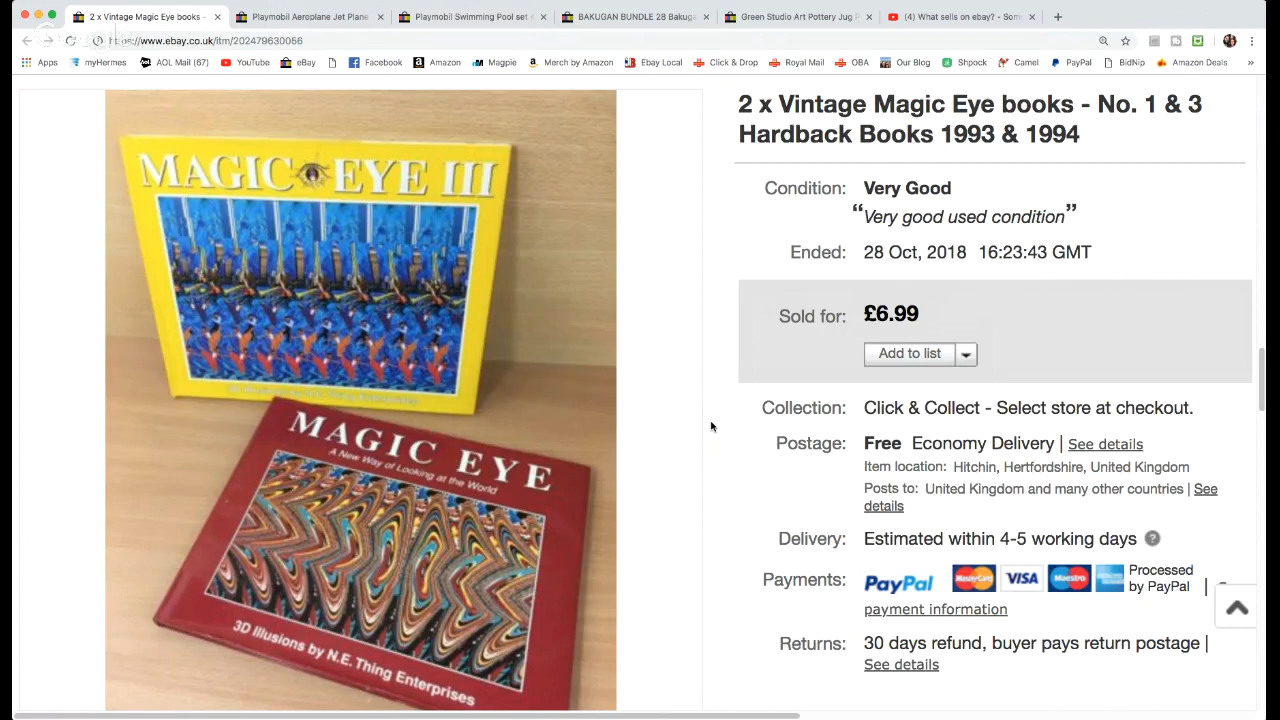 2 x Vintage Magic Eye books -
Playmobil Aeroplane Jet Plane
Playmobil Swimming Pool set
BAKUGAN BUNDLE 28 Bakuga
Green Studio Art Pottery Jug
(4) What sells on ebay? - Som
https://www.ebay.co.uk/itm/202479630056
Apps myHermes AOL Mail (67) YouTube eBay Facebook Amazon Magpie Merch by Amazon Ebay Local Click & Drop Royal Mail OBA Our Blog Shpock Camel PayPal BidNip Amazon Deals »
MAGIC EYE III
MAGIC EYE
A New Way of Looking at the World
3D Illusions by N.E. Thing Enterprises
2 x Vintage Magic Eye books - No. 1 & 3
Hardback Books 1993 & 1994
Condition: Very Good
“Very good used condition”
Ended: 28 Oct, 2018 16:23:43 GMT
Sold for: £6.99
Add to list
Collection: Click & Collect - Select store at checkout.
Postage: Free Economy Delivery | See details
Item location: Hitchin, Hertfordshire, United Kingdom
Posts to: United Kingdom and many other countries | See
details
Delivery: Estimated within 4-5 working days ?
Payments: PayPal MasterCard VISA Maestro Processed
by PayPal |
payment information
Returns: 30 days refund, buyer pays return postage |
See details